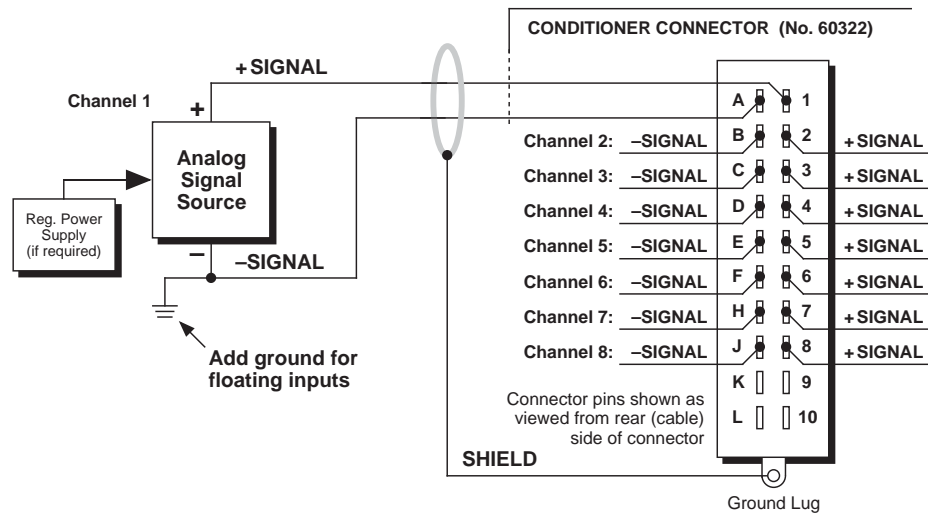 CONDITIONER CONNECTOR (No. 60322)
+SIGNAL
Channel 1
+
Analog
Signal
Source
Reg. Power
Supply
(if required)
–
–SIGNAL
Add ground for
floating inputs
A 1
Channel 2: –SIGNAL B 2 +SIGNAL
Channel 3: –SIGNAL C 3 +SIGNAL
Channel 4: –SIGNAL D 4 +SIGNAL
Channel 5: –SIGNAL E 5 +SIGNAL
Channel 6: –SIGNAL F 6 +SIGNAL
Channel 7: –SIGNAL H 7 +SIGNAL
Channel 8: –SIGNAL J 8 +SIGNAL
K 9
L 10
Connector pins shown as
viewed from rear (cable)
side of connector
SHIELD
Ground Lug